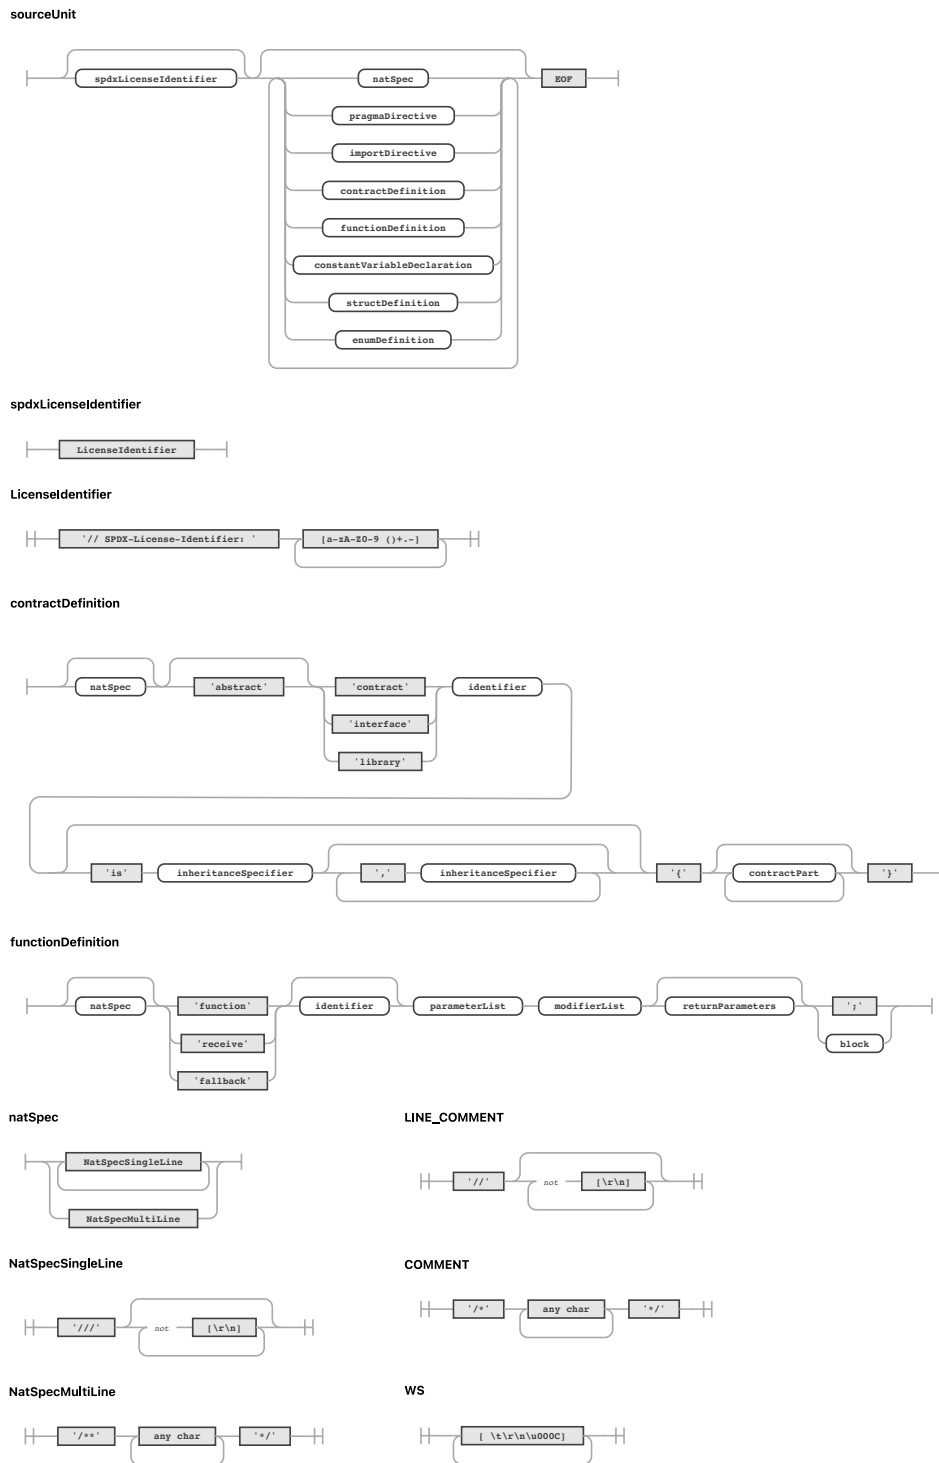 sourceUnit
spdxLicenseIdentifier
natSpec
EOF
pragmaDirective
importDirective
contractDefinition
functionDefinition
constantVariableDeclaration
structDefinition
enumDefinition
spdxLicenseIdentifier
LicenseIdentifier
LicenseIdentifier
'// SPDX-License-Identifier: ' [a-zA-Z0-9 ()+.-]
contractDefinition
natSpec 'abstract' 'contract' identifier
'interface'
'library'
'is' inheritanceSpecifier ',' inheritanceSpecifier '{' contractPart '}'
functionDefinition
natSpec 'function' identifier parameterList modifierList returnParameters ';'
'receive' block
'fallback'
natSpec
NatSpecSingleLine
NatSpecMultiLine
LINE_COMMENT
'//' not [\r\n]
NatSpecSingleLine
'///' not [\r\n]
COMMENT
'/*' any char '*/'
NatSpecMultiLine
'/**' any char '*/'
WS
[ \t\r\n\u000C]